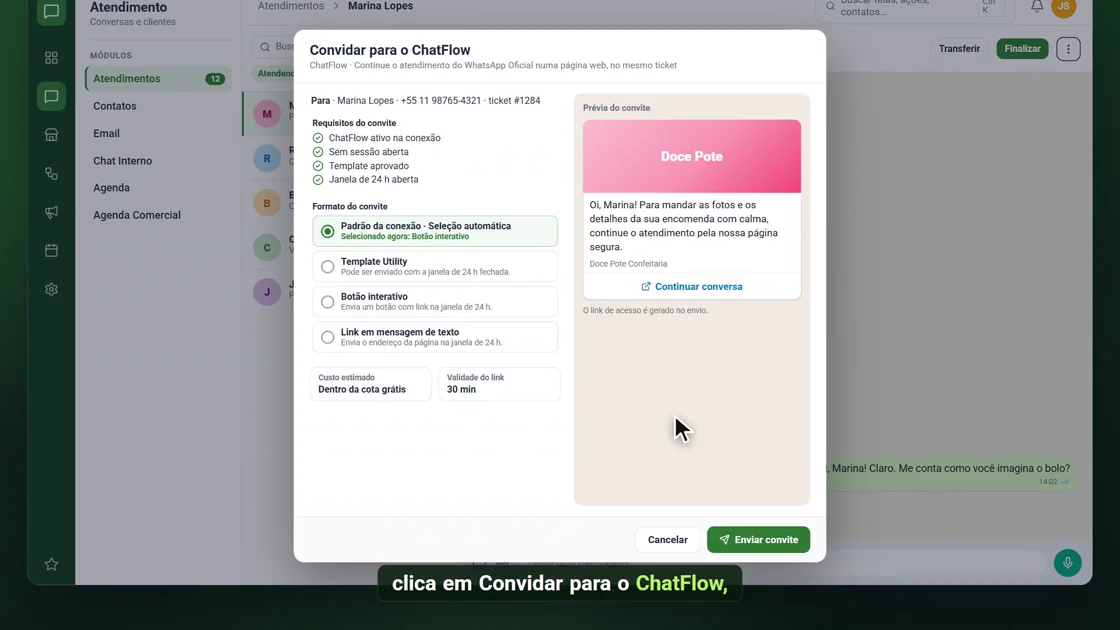 Atendimento
Conversas e clientes
Atendimentos > Marina Lopes
Buscar telas, ações, contatos...
Ctrl K
JS
MÓDULOS
Atendimentos 12
Contatos
Email
Chat Interno
Agenda
Agenda Comercial
Transferir
Finalizar
M
R
B
C
J
Convidar para o ChatFlow
ChatFlow · Continue o atendimento do WhatsApp Oficial numa página web, no mesmo ticket
Para · Marina Lopes · +55 11 98765-4321 · ticket #1284
Requisitos do convite
ChatFlow ativo na conexão
Sem sessão aberta
Template aprovado
Janela de 24 h aberta
Formato do convite
Padrão da conexão · Seleção automática
Selecionado agora: Botão interativo
Template Utility
Pode ser enviado com a janela de 24 h fechada.
Botão interativo
Envia um botão com link na janela de 24 h.
Link em mensagem de texto
Envia o endereço da página na janela de 24 h.
Custo estimado
Dentro da cota grátis
Validade do link
30 min
Prévia do convite
Doce Pote
Oi, Marina! Para mandar as fotos e os
detalhes da sua encomenda com calma,
continue o atendimento pela nossa página
segura.
Doce Pote Confeitaria
Continuar conversa
O link de acesso é gerado no envio.
Cancelar
Enviar convite
, Marina! Claro. Me conta como você imagina o bolo?
14:02
clica em Convidar para o ChatFlow,